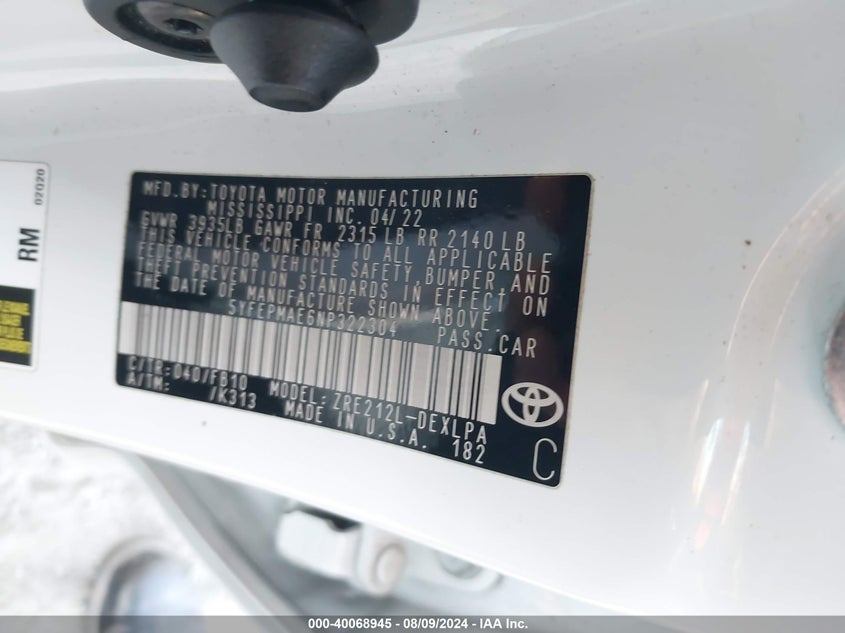 02020
RM
MFD.BY:TOYOTA MOTOR MANUFACTURING
MISSISSIPPI INC. 04/22
GVWR 3935LB GAWR FR 2315 LB RR 2140 LB
THIS VEHICLE CONFORMS TO ALL APPLICABLE
FEDERAL MOTOR VEHICLE SAFETY, BUMPER, AND
THEFT PREVENTION STANDARDS IN EFFECT ON
THE DATE OF MANUFACTURE SHOWN ABOVE.
5YFEPMAE6NP322304 PASS.CAR
C/TR:040/FB10 MODEL:ZRE212L-DEXLPA
A/TM: /K313 MADE IN U.S.A. 182
C
000-40068945 - 08/09/2024 - IAA Inc.